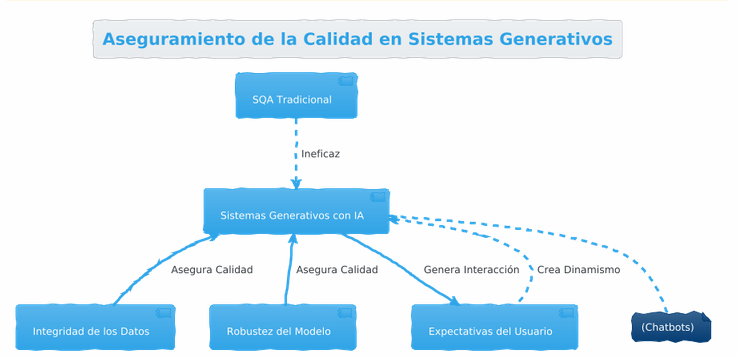 Aseguramiento de la Calidad en Sistemas Generativos
SQA Tradicional
Ineficaz
Sistemas Generativos con IA
Asegura Calidad
Asegura Calidad
Genera Interacción
Crea Dinamismo
Integridad de los Datos
Robustez del Modelo
Expectativas del Usuario
(Chatbots)